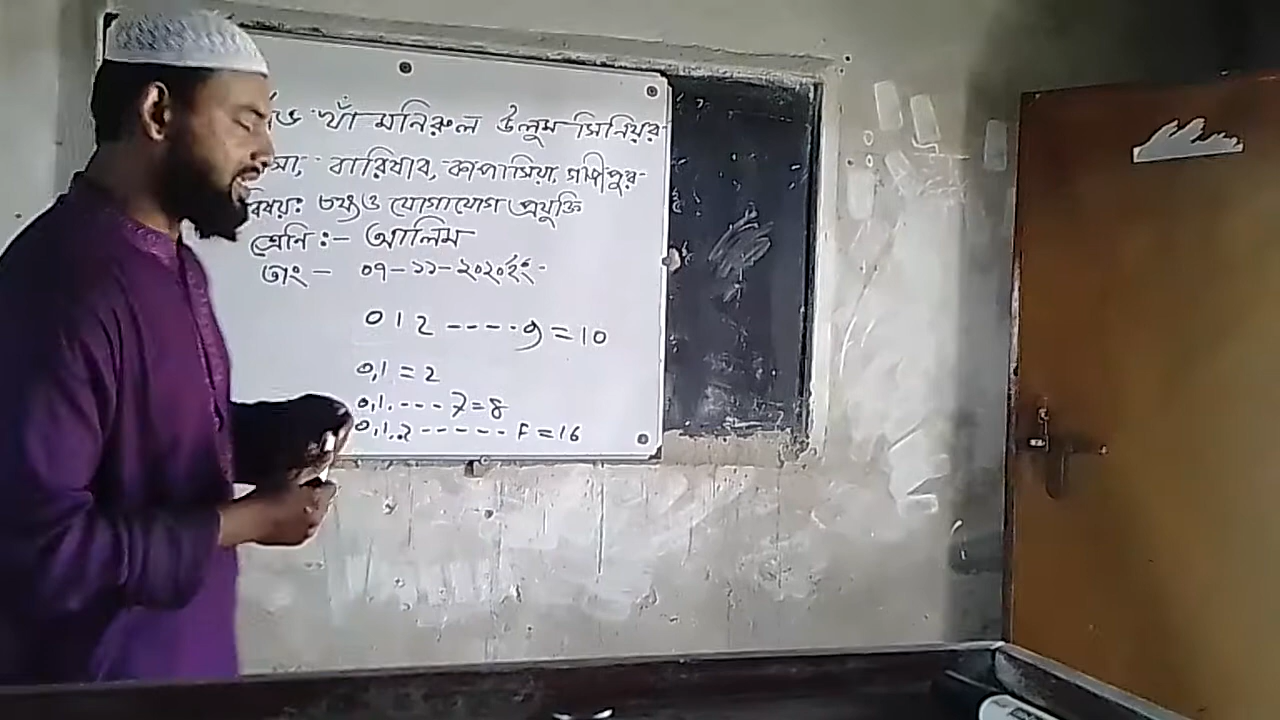 খাঁ মনিরুল উলুম সিনিয়র
বারিষাব, কাপাসিয়া, গাজীপুর-
বিষয়ঃ তথ্য ও যোগাযোগ প্রযুক্তি
শ্রেণি :- আলিম
তাং - ০৭-১১-২০২০ইং-
0 1 2 ----9 = 10
0,1 = 2
0,1.---7=8
0,1,2 ------ F =16